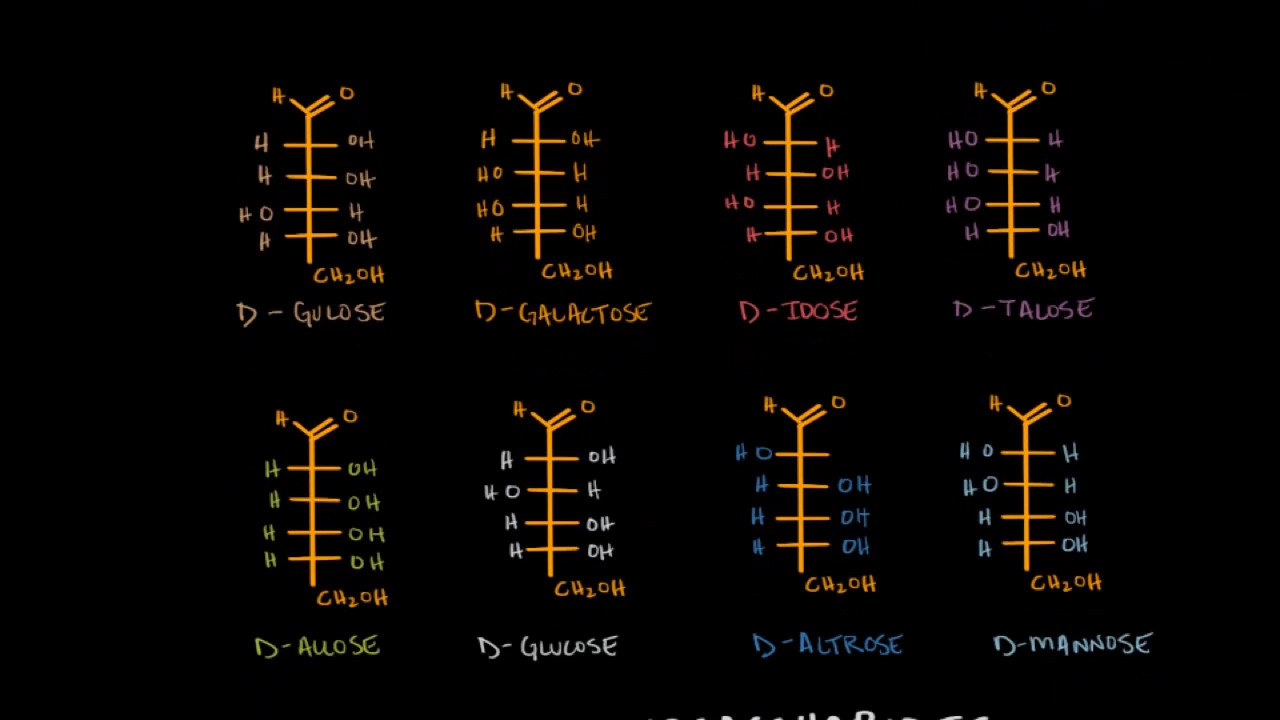 H O H O H O H O
H OH H OH HO H HO H
H OH HO H H OH HO H
HO H HO H HO H HO H
H OH H OH H OH H OH
CH2OH CH2OH CH2OH CH2OH
D-GULOSE D-GALACTOSE D-IDOSE D-TALOSE
H O H O H O H O
H OH H OH HO HO H
H OH HO H H OH HO H
H OH H OH H OH H OH
H OH H OH H OH H OH
CH2OH CH2OH CH2OH CH2OH
D-ALLOSE D-GLUCOSE D-ALTROSE D-MANNOSE